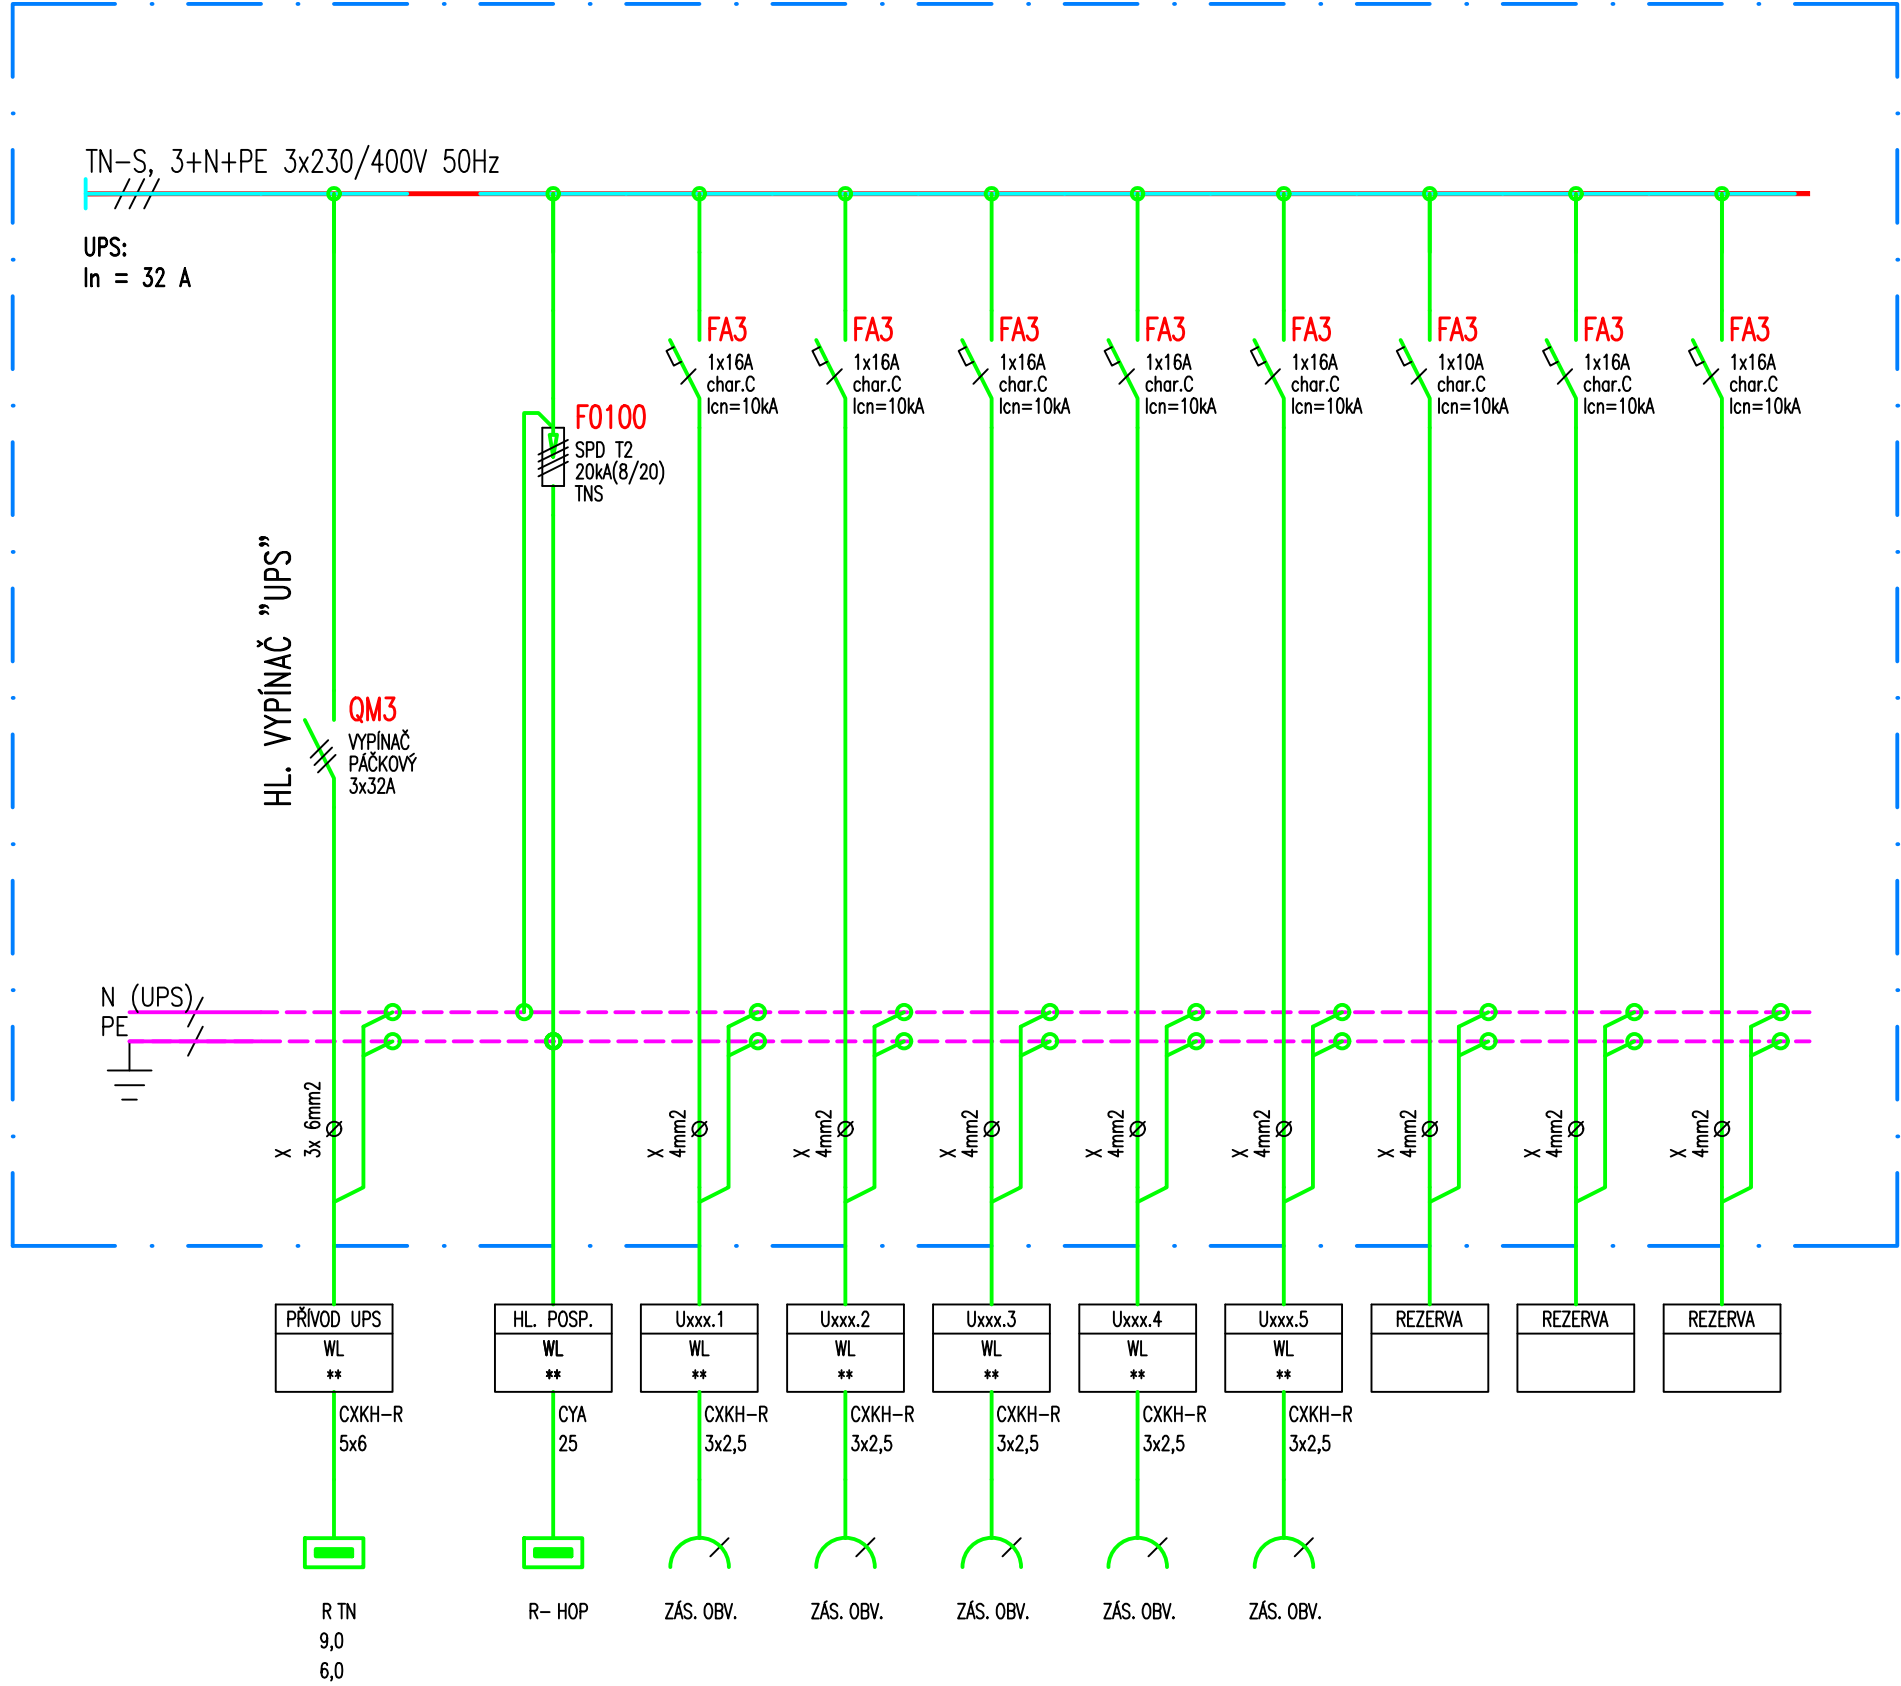 TN-S, 3+N+PE 3x230/400V 50Hz
UPS:
In = 32 A
HL. VYPÍNAČ "UPS"
QM3
VYPÍNAČ
PÁČKOVÝ
3x32A
F0100
SPD T2
20kA(8/20)
TNS
FA3
1x16A
char.C
Icn=10kA
FA3
1x16A
char.C
Icn=10kA
FA3
1x16A
char.C
Icn=10kA
FA3
1x16A
char.C
Icn=10kA
FA3
1x16A
char.C
Icn=10kA
FA3
1x10A
char.C
Icn=10kA
FA3
1x16A
char.C
Icn=10kA
FA3
1x16A
char.C
Icn=10kA
N (UPS)
PE
X
3x 6mm2
X
4mm2
X
4mm2
X
4mm2
X
4mm2
X
4mm2
X
4mm2
X
4mm2
X
4mm2
PŘÍVOD UPS
WL
**
CXKH-R
5x6
R TN
9,0
6,0
HL. POSP.
WL
**
CYA
25
R- HOP
Uxxx.1
WL
**
CXKH-R
3x2,5
ZÁS. OBV.
Uxxx.2
WL
**
CXKH-R
3x2,5
ZÁS. OBV.
Uxxx.3
WL
**
CXKH-R
3x2,5
ZÁS. OBV.
Uxxx.4
WL
**
CXKH-R
3x2,5
ZÁS. OBV.
Uxxx.5
WL
**
CXKH-R
3x2,5
ZÁS. OBV.
REZERVA
REZERVA
REZERVA